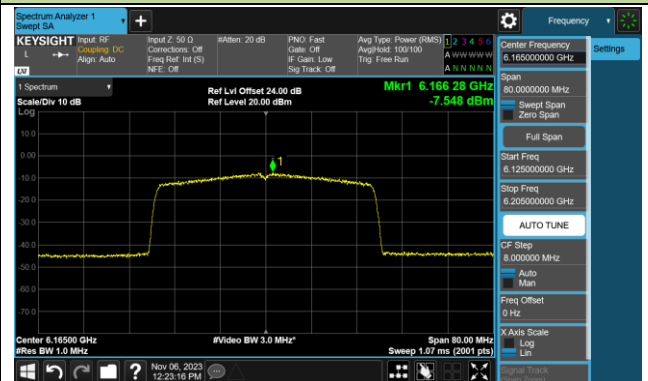 Spectrum Analyzer 1
Swept SA
Frequency
KEYSIGHT
Input: RF
Coupling: DC
Align: Auto
Input Z: 50 Ω
Corrections: Off
Freq Ref: Int (S)
NFE: Off
#Atten: 20 dB
PNO: Fast
Gate: Off
IF Gain: Low
Sig Track: Off
Avg Type: Power (RMS)
Avg|Hold: 100/100
Trig: Free Run
1 2 3 4 5 6
A W W W W W
A N N N N N
L
LXI
1 Spectrum
Scale/Div 10 dB
Log
Ref Lvl Offset 24.00 dB
Ref Level 20.00 dBm
Mkr1 6.166 28 GHz
-7.548 dBm
1
10.0
0.00
-10.0
-20.0
-30.0
-40.0
-50.0
-60.0
-70.0
Center 6.16500 GHz
#Res BW 1.0 MHz
#Video BW 3.0 MHz*
Span 80.00 MHz
Sweep 1.07 ms (2001 pts)
Nov 06, 2023
12:23:16 PM
Center Frequency
6.165000000 GHz
Settings
Span
80.0000000 MHz
Swept Span
Zero Span
Full Span
Start Freq
6.125000000 GHz
Stop Freq
6.205000000 GHz
AUTO TUNE
CF Step
8.000000 MHz
Auto
Man
Freq Offset
0 Hz
X Axis Scale
Log
Lin
Signal Track
(Span Zoom)